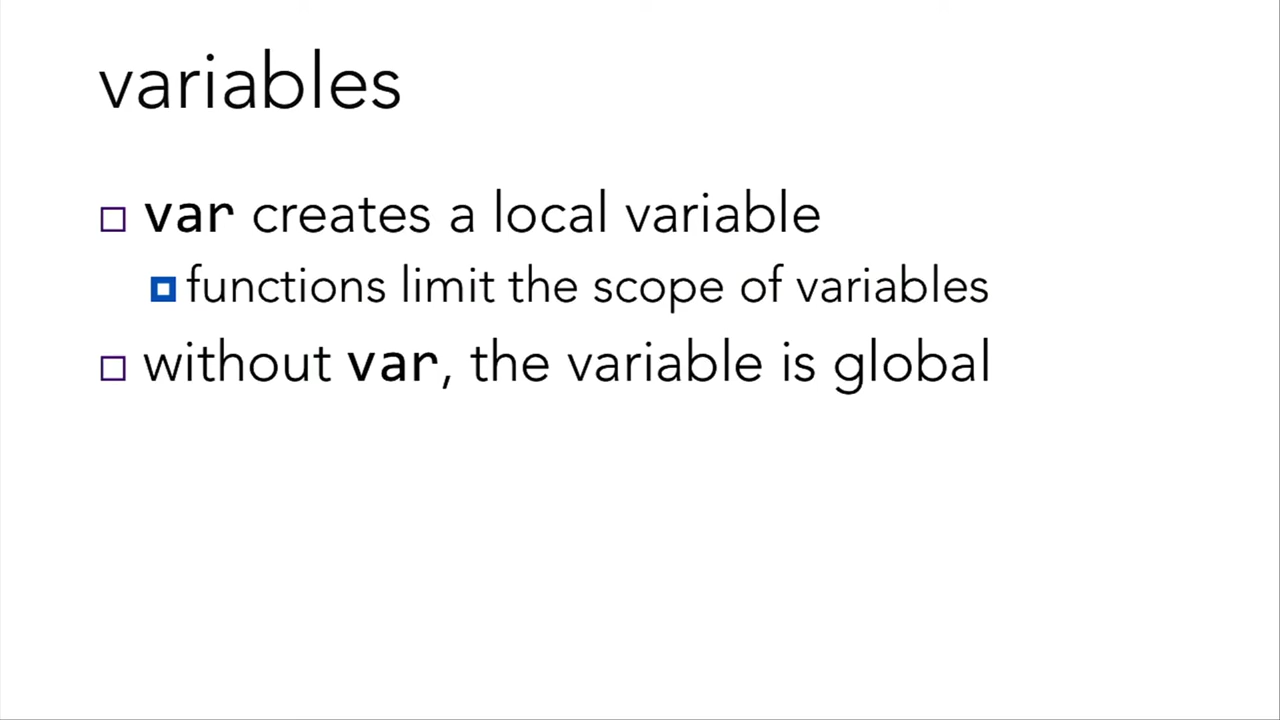 variables
var creates a local variable
functions limit the scope of variables
without var, the variable is global